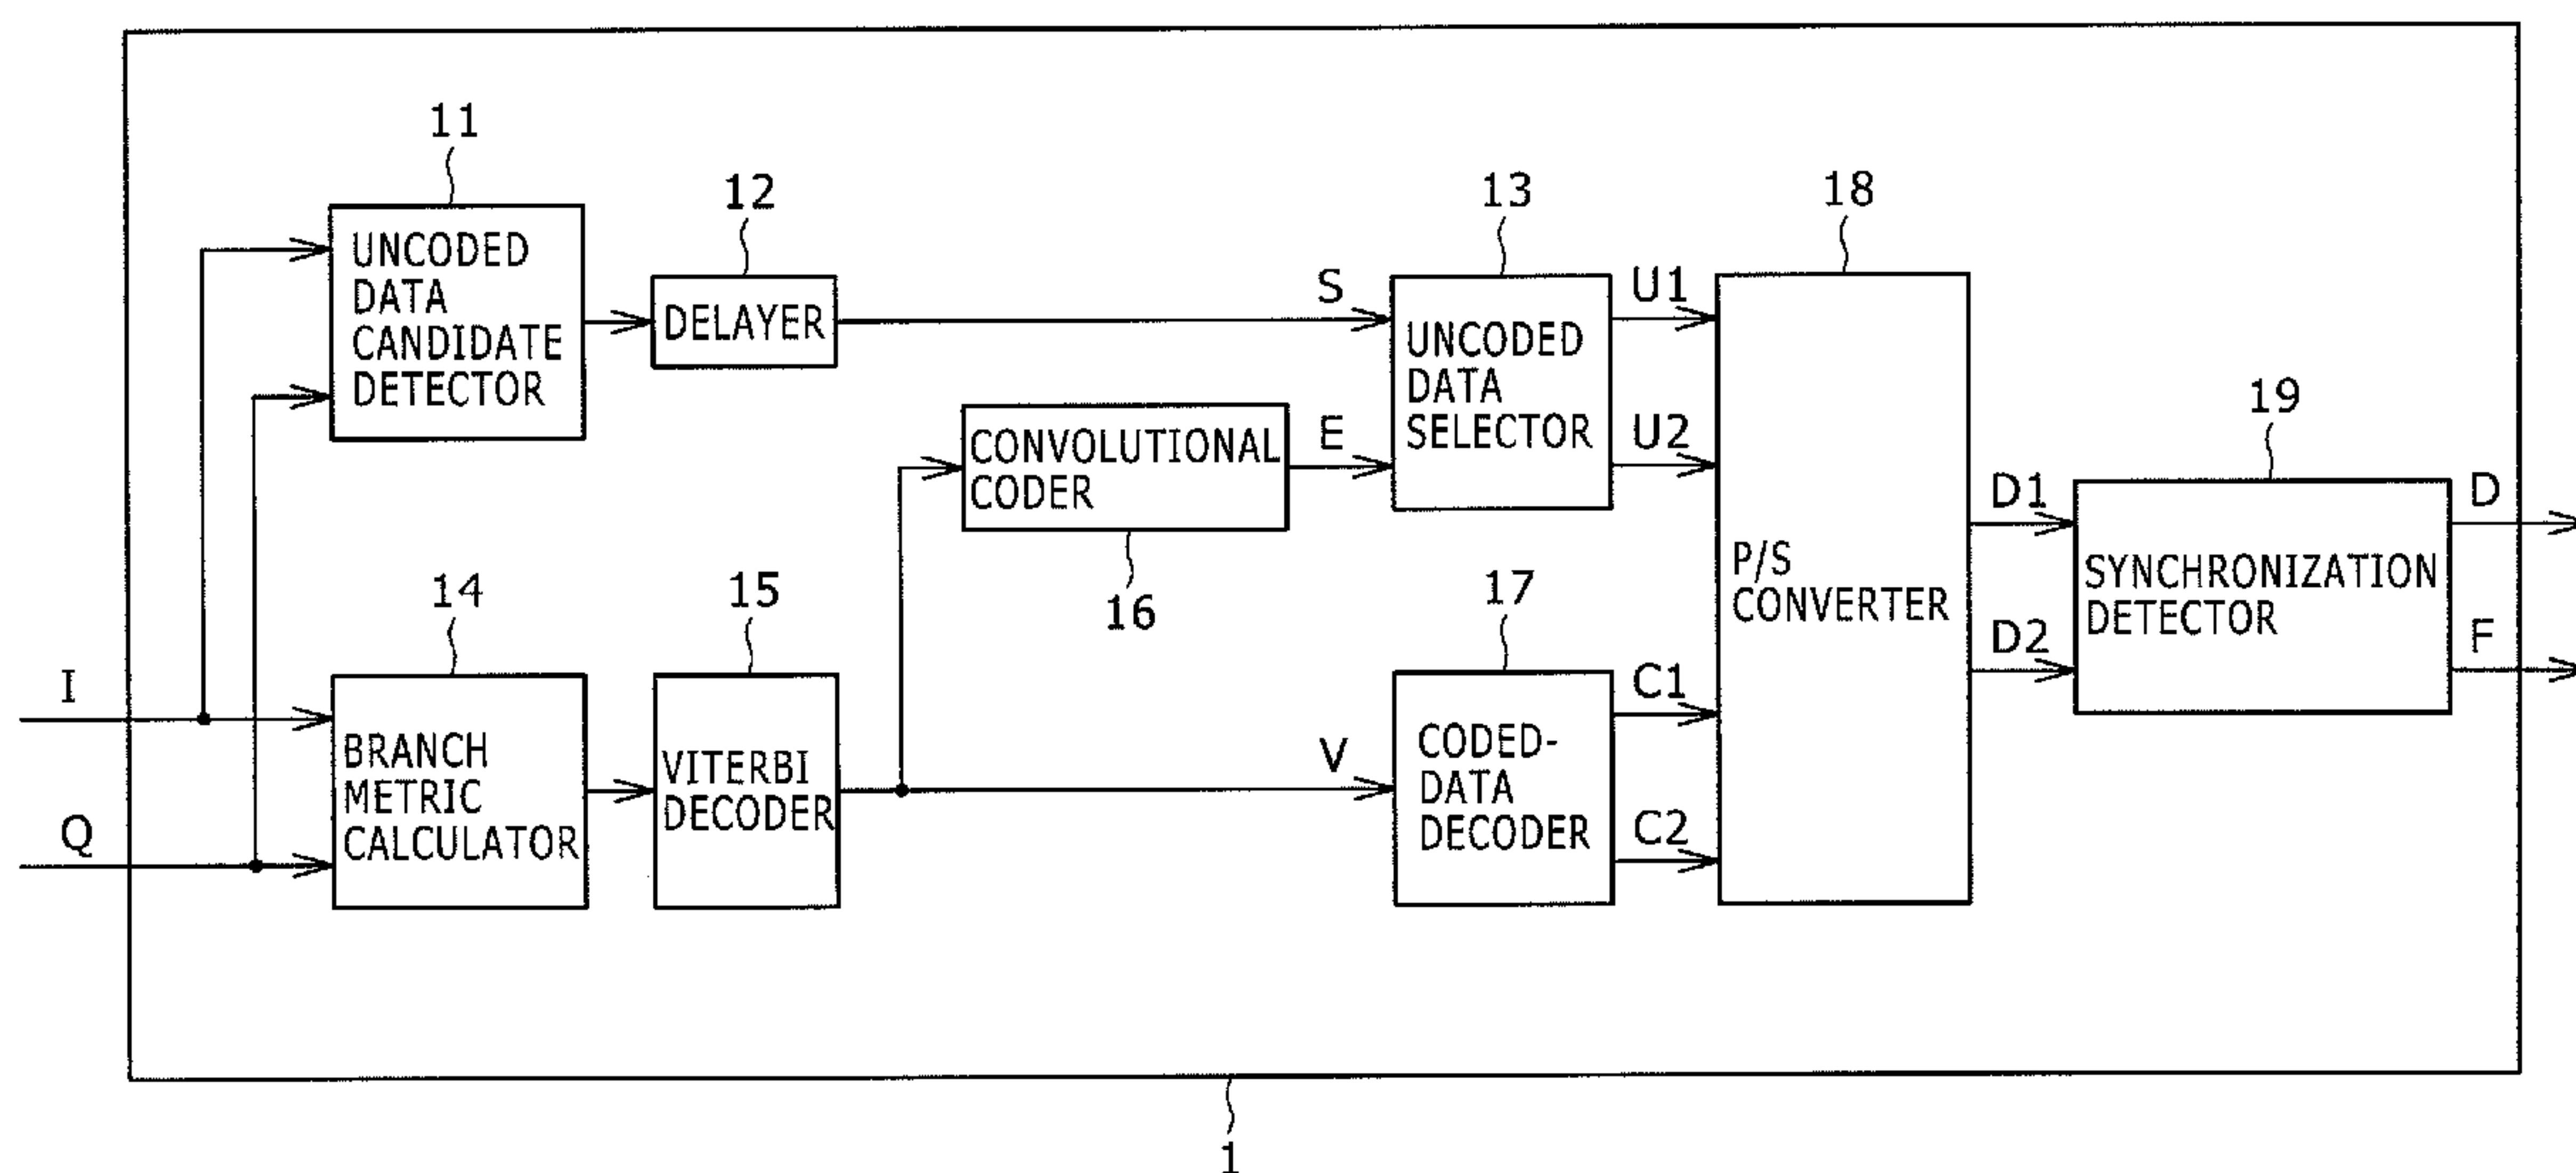 11
12
13
18
UNCODED
DATA
CANDIDATE
DETECTOR
DELAYER
S
UNCODED
DATA
SELECTOR
U1
U2
E
CONVOLUTIONAL
CODER
16
19
14
15
17
P/S
CONVERTER
D1
D2
SYNCHRONIZATION
DETECTOR
D
F
I
Q
BRANCH
METRIC
CALCULATOR
VITERBI
DECODER
V
CODED-
DATA
DECODER
C1
C2
1